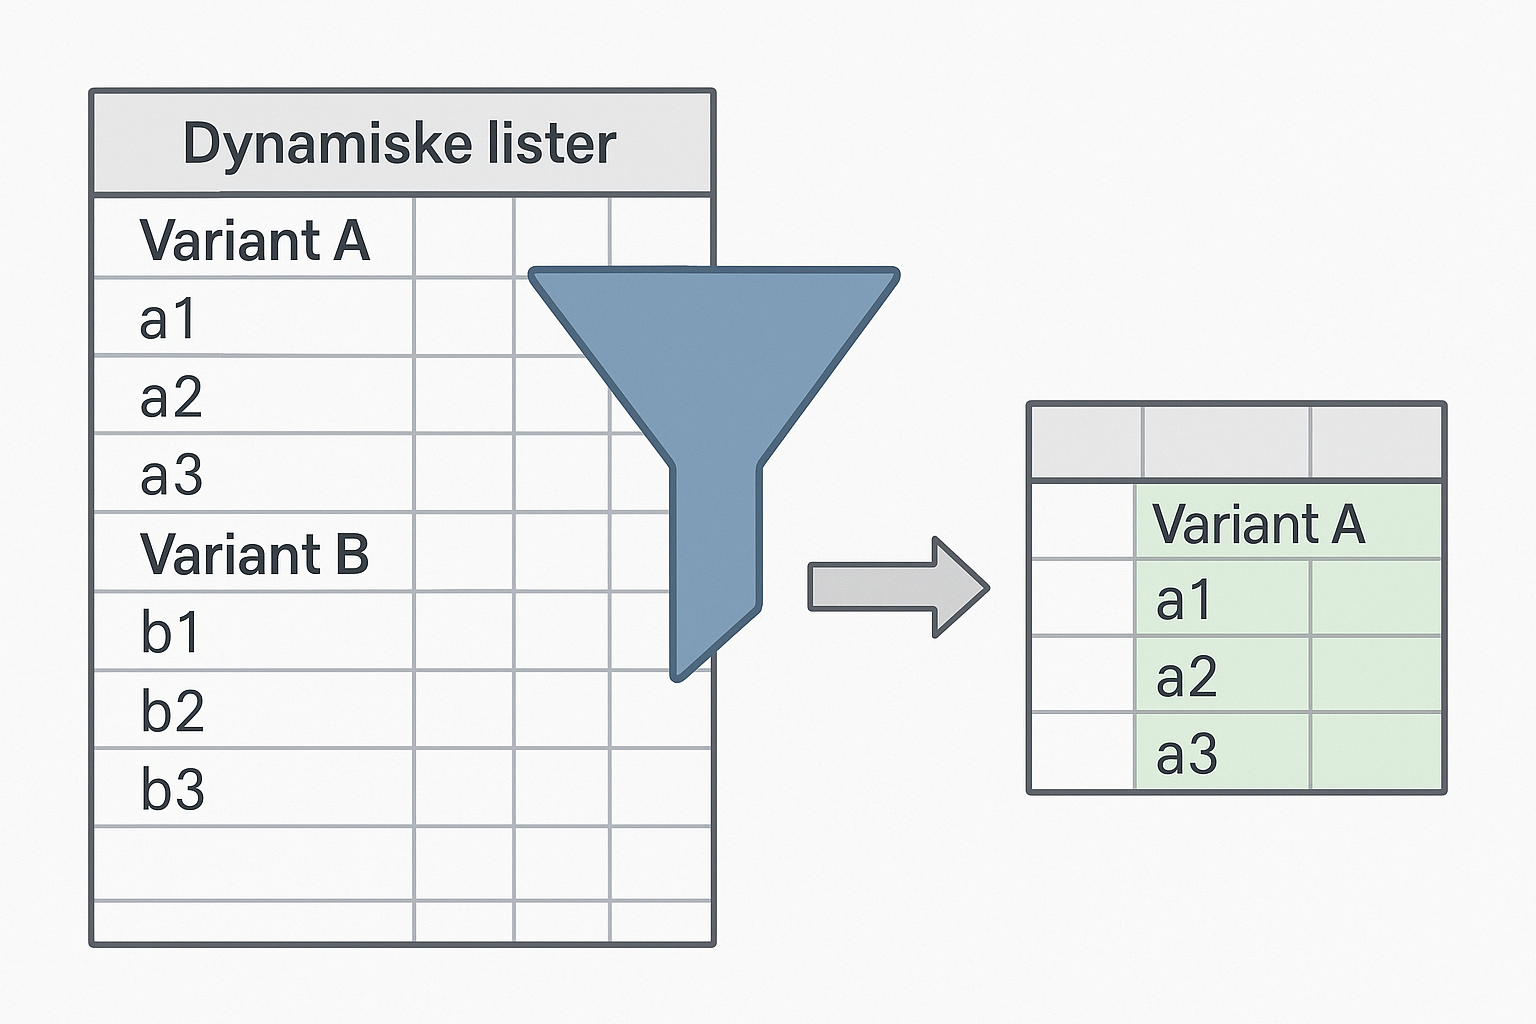 Dynamiske lister
Variant A
a1
a2
a3
Variant B
b1
b2
b3
Variant A
a1
a2
a3